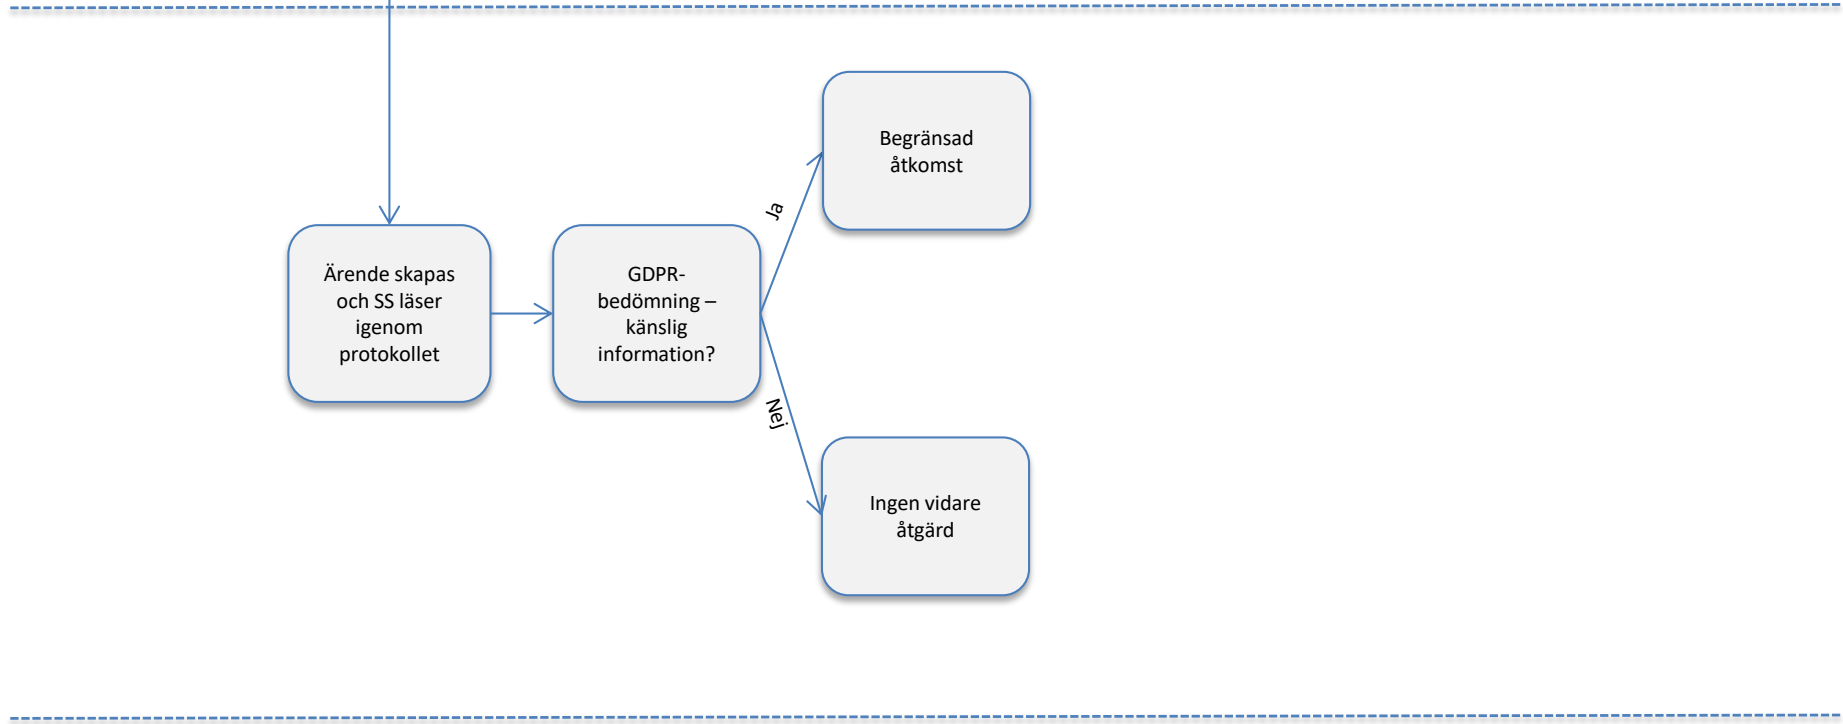 Begränsad
åtkomst
Ja
Ärende skapas
och SS läser
igenom
protokollet
GDPR-
bedömning –
känslig
information?
Nej
Ingen vidare
åtgärd